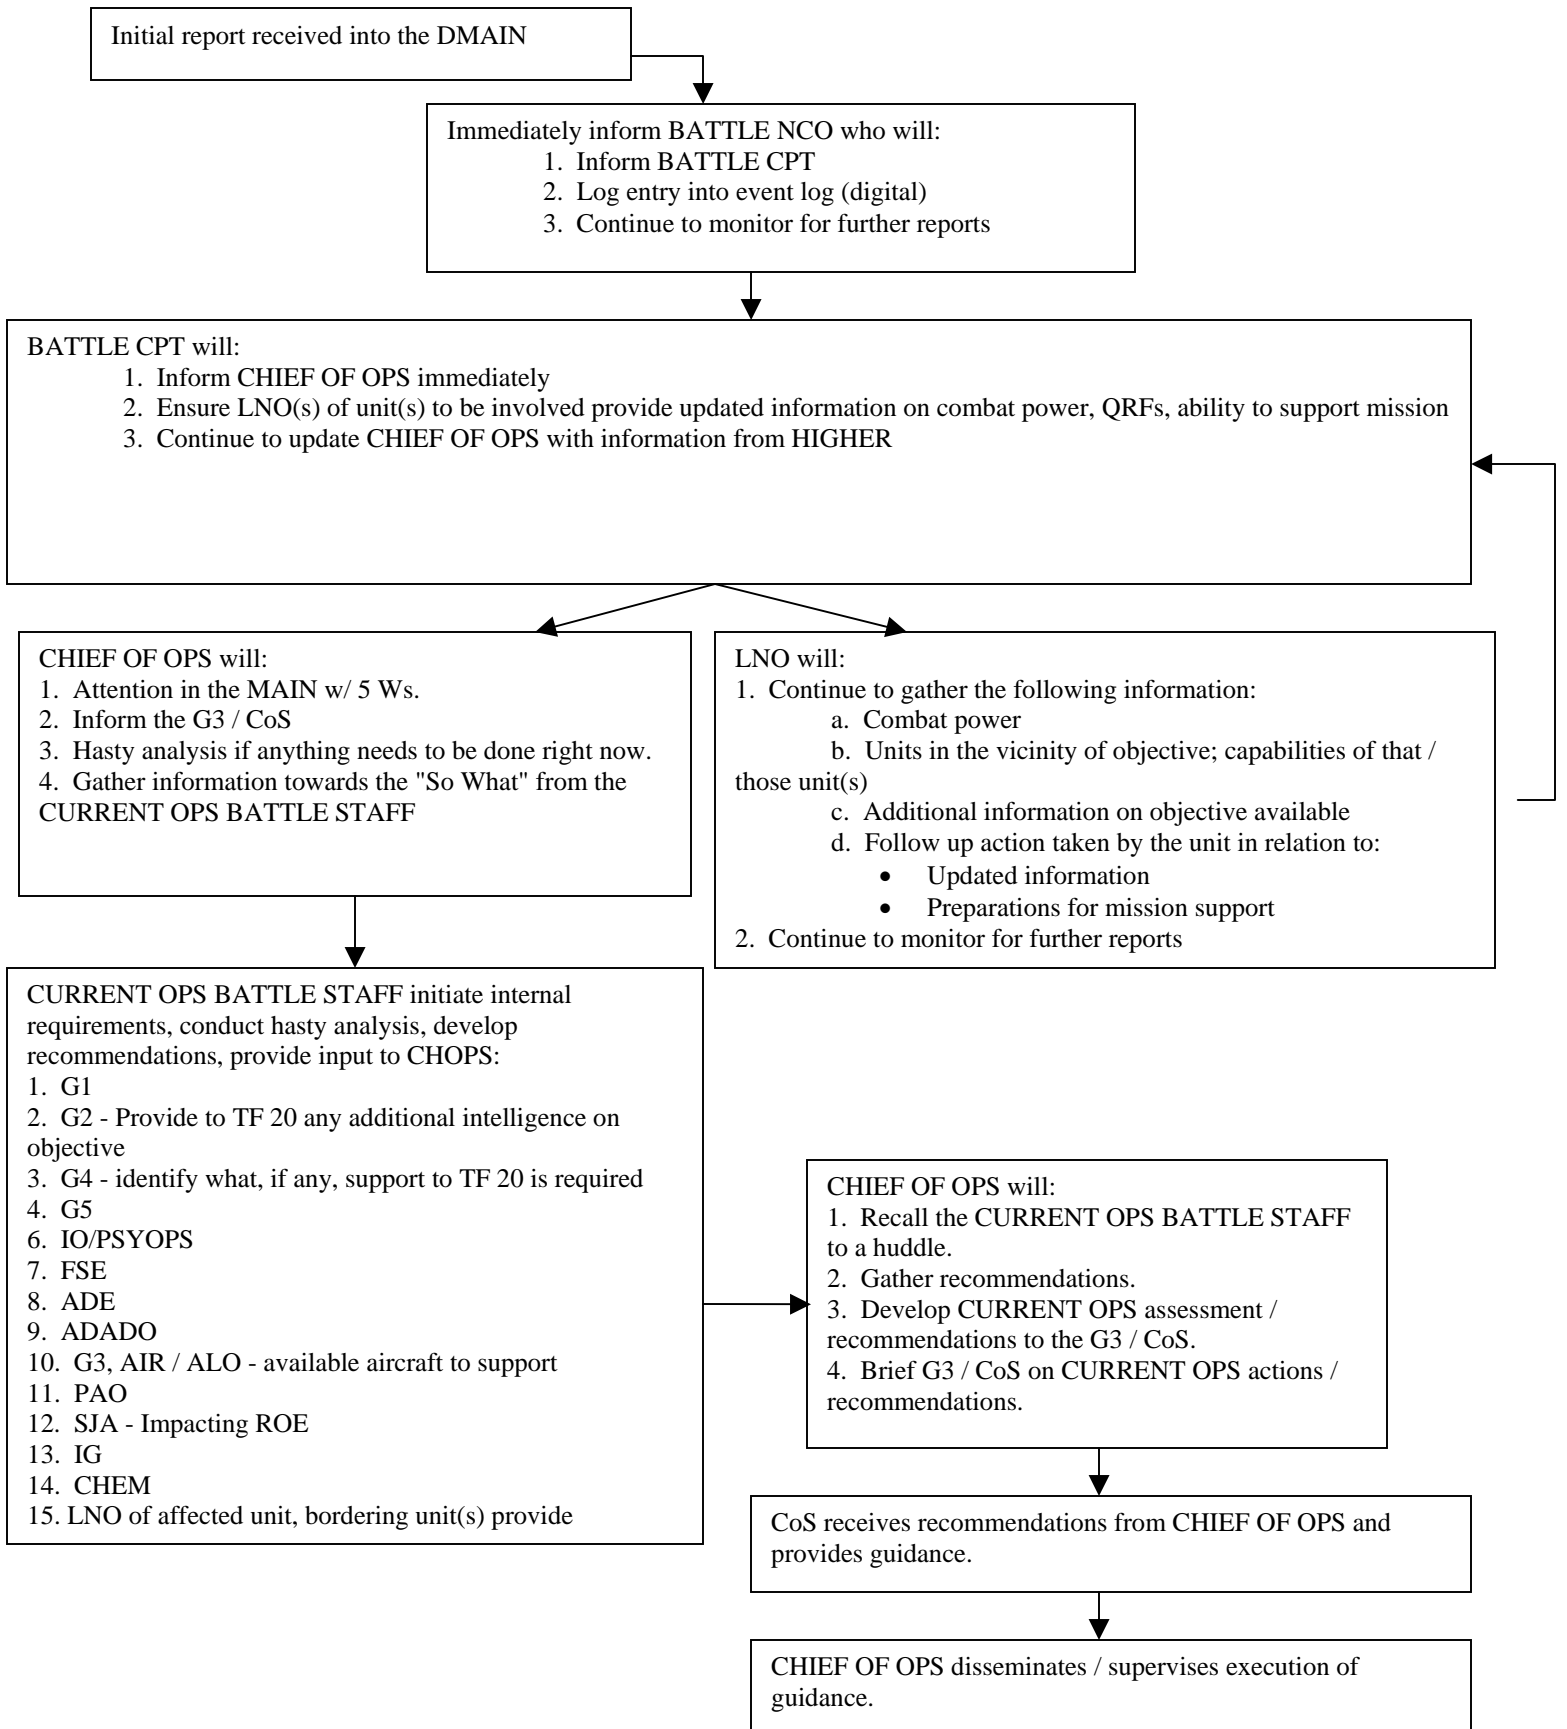 Initial report received into the DMAIN
Immediately inform BATTLE NCO who will:
1. Inform BATTLE CPT
2. Log entry into event log (digital)
3. Continue to monitor for further reports
BATTLE CPT will:
1. Inform CHIEF OF OPS immediately
2. Ensure LNO(s) of unit(s) to be involved provide updated information on combat power, QRFs, ability to support mission
3. Continue to update CHIEF OF OPS with information from HIGHER
CHIEF OF OPS will:
1. Attention in the MAIN w/ 5 Ws.
2. Inform the G3 / CoS
3. Hasty analysis if anything needs to be done right now.
4. Gather information towards the "So What" from the
CURRENT OPS BATTLE STAFF
LNO will:
1. Continue to gather the following information:
a. Combat power
b. Units in the vicinity of objective; capabilities of that /
those unit(s)
c. Additional information on objective available
d. Follow up action taken by the unit in relation to:
• Updated information
• Preparations for mission support
2. Continue to monitor for further reports
CURRENT OPS BATTLE STAFF initiate internal
requirements, conduct hasty analysis, develop
recommendations, provide input to CHOPS:
1. G1
2. G2 - Provide to TF 20 any additional intelligence on
objective
3. G4 - identify what, if any, support to TF 20 is required
4. G5
6. IO/PSYOPS
7. FSE
8. ADE
9. ADADO
10. G3, AIR / ALO - available aircraft to support
11. PAO
12. SJA - Impacting ROE
13. IG
14. CHEM
15. LNO of affected unit, bordering unit(s) provide
CHIEF OF OPS will:
1. Recall the CURRENT OPS BATTLE STAFF
to a huddle.
2. Gather recommendations.
3. Develop CURRENT OPS assessment /
recommendations to the G3 / CoS.
4. Brief G3 / CoS on CURRENT OPS actions /
recommendations.
CoS receives recommendations from CHIEF OF OPS and
provides guidance.
CHIEF OF OPS disseminates / supervises execution of
guidance.